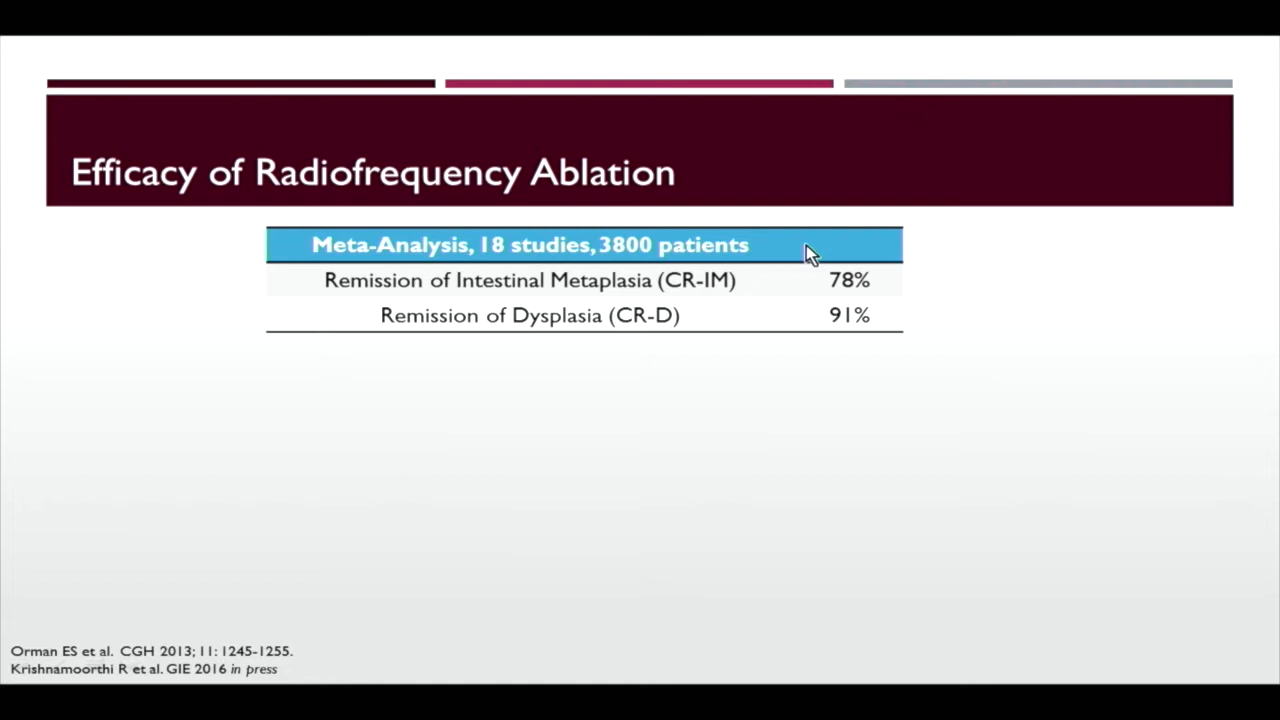 Efficacy of Radiofrequency Ablation
Meta-Analysis, 18 studies, 3800 patients
Remission of Intestinal Metaplasia (CR-IM) 78%
Remission of Dysplasia (CR-D) 91%
Orman ES et al. CGH 2013; 11: 1245-1255.
Krishnamoorthi R et al. GIE 2016 in press